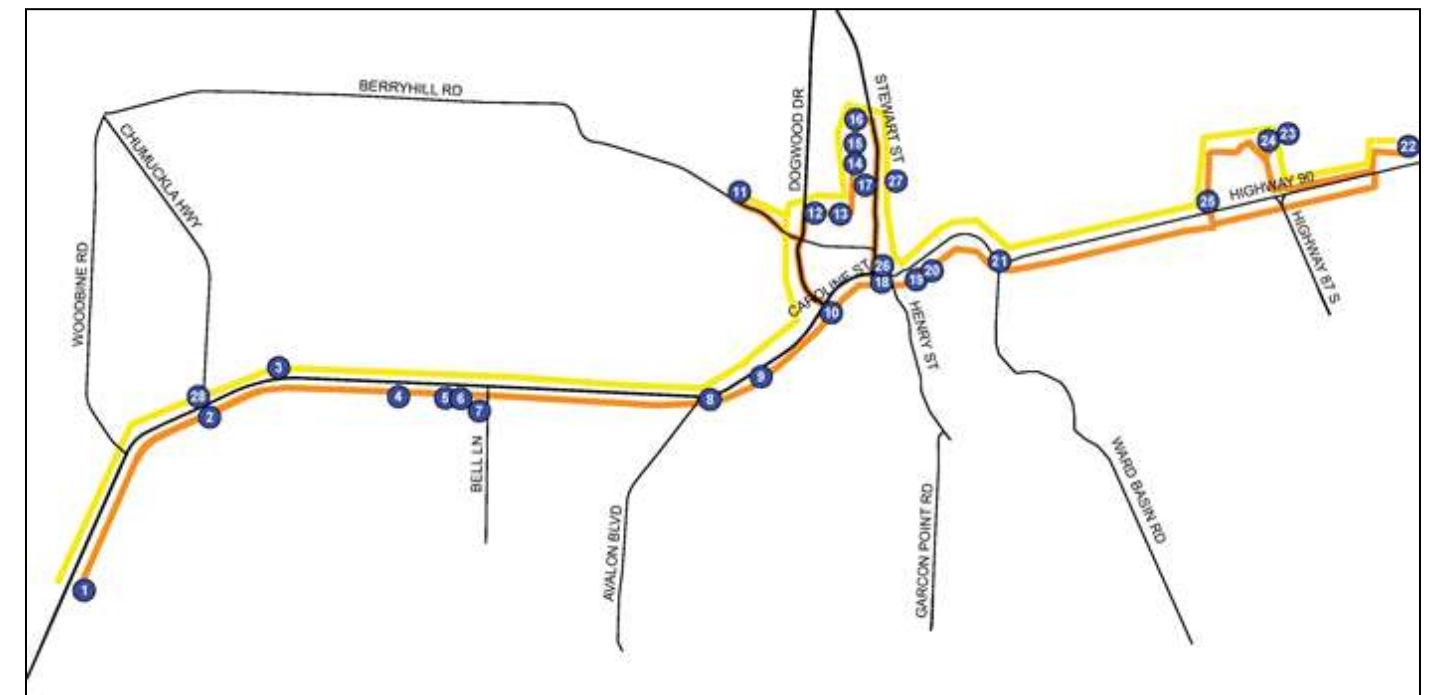 BERRYHILL RD
CHUMUCKLA HWY
WOODBINE RD
DOGWOOD DR
STEWART ST
16
15
14
17
27
11
12
13
24
23
22
25
HIGHWAY 90
HIGHWAY 87 S
CAROLINE ST
26
18
19
20
21
10
HENRY ST
3
28
2
4
5
6
7
8
9
BELL LN
AVALON BLVD
GARCON POINT RD
WARD BASIN RD
1